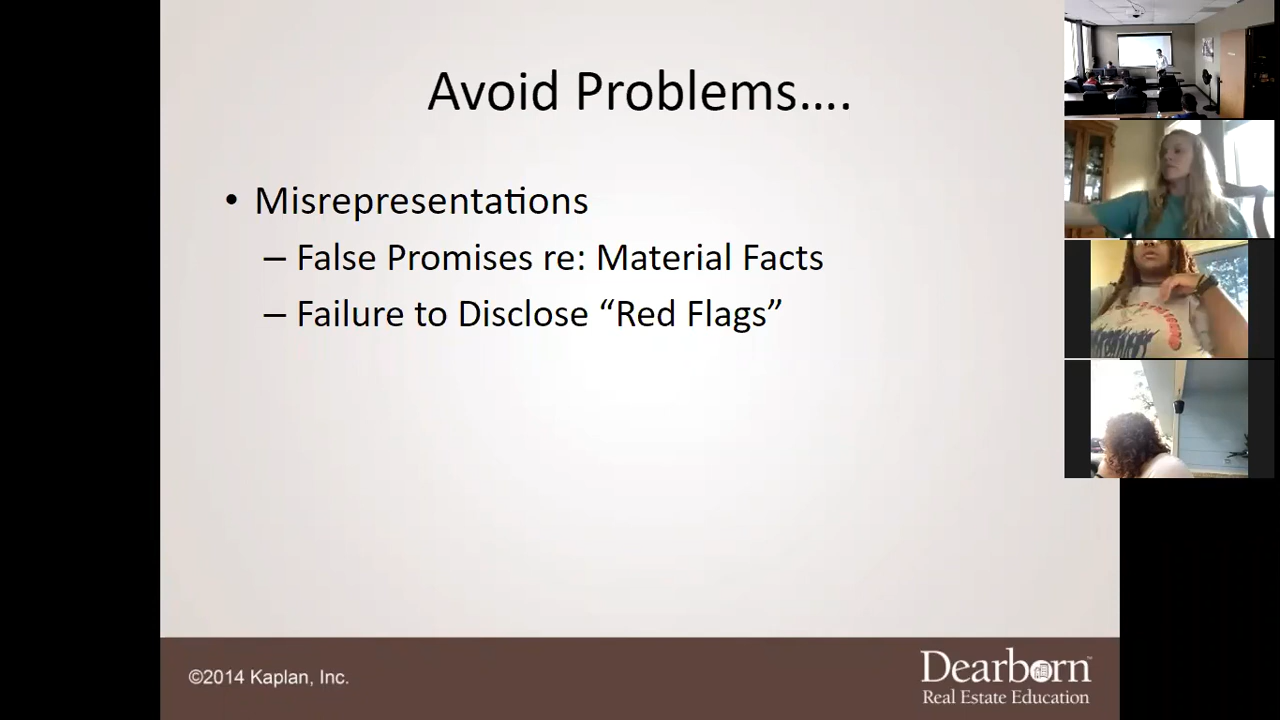 Avoid Problems….
• Misrepresentations
– False Promises re: Material Facts
– Failure to Disclose “Red Flags”
©2014 Kaplan, Inc.
Dearborn™
Real Estate Education